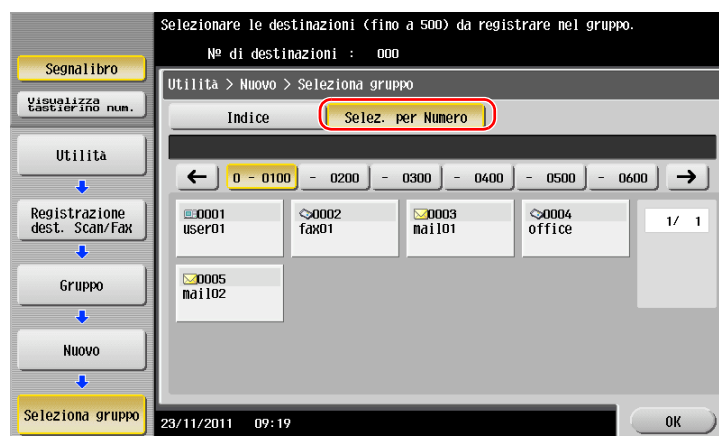 Selezionare le destinazioni (fino a 500) da registrare nel gruppo.
Nº di destinazioni : 000
Segnalibro
Visualizza
tastierino num.
Utilità
Registrazione
dest. Scan/Fax
Gruppo
Nuovo
Seleziona gruppo
Utilità > Nuovo > Seleziona gruppo
Indice
Selez. per Numero
← 0 - 0100 - 0200 - 0300 - 0400 - 0500 - 0600 →
0001
user01
0002
fax01
0003
mail01
0004
office
1/ 1
0005
mail02
23/11/2011 09:19
OK